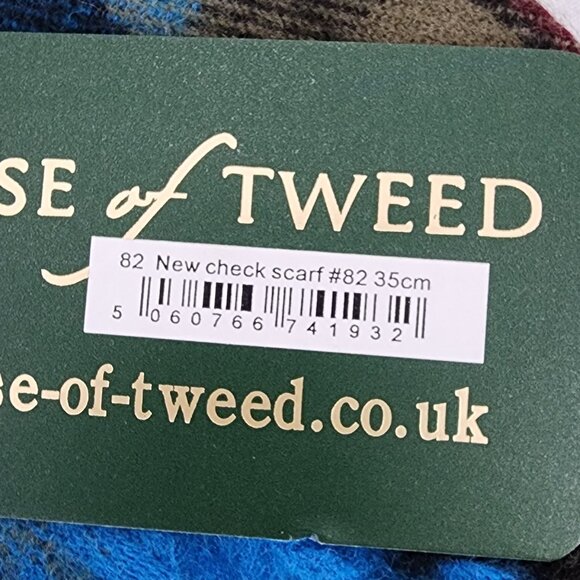 SE of TWEED
82 New check scarf #82 35cm
5 060766 741932
se-of-tweed.co.uk